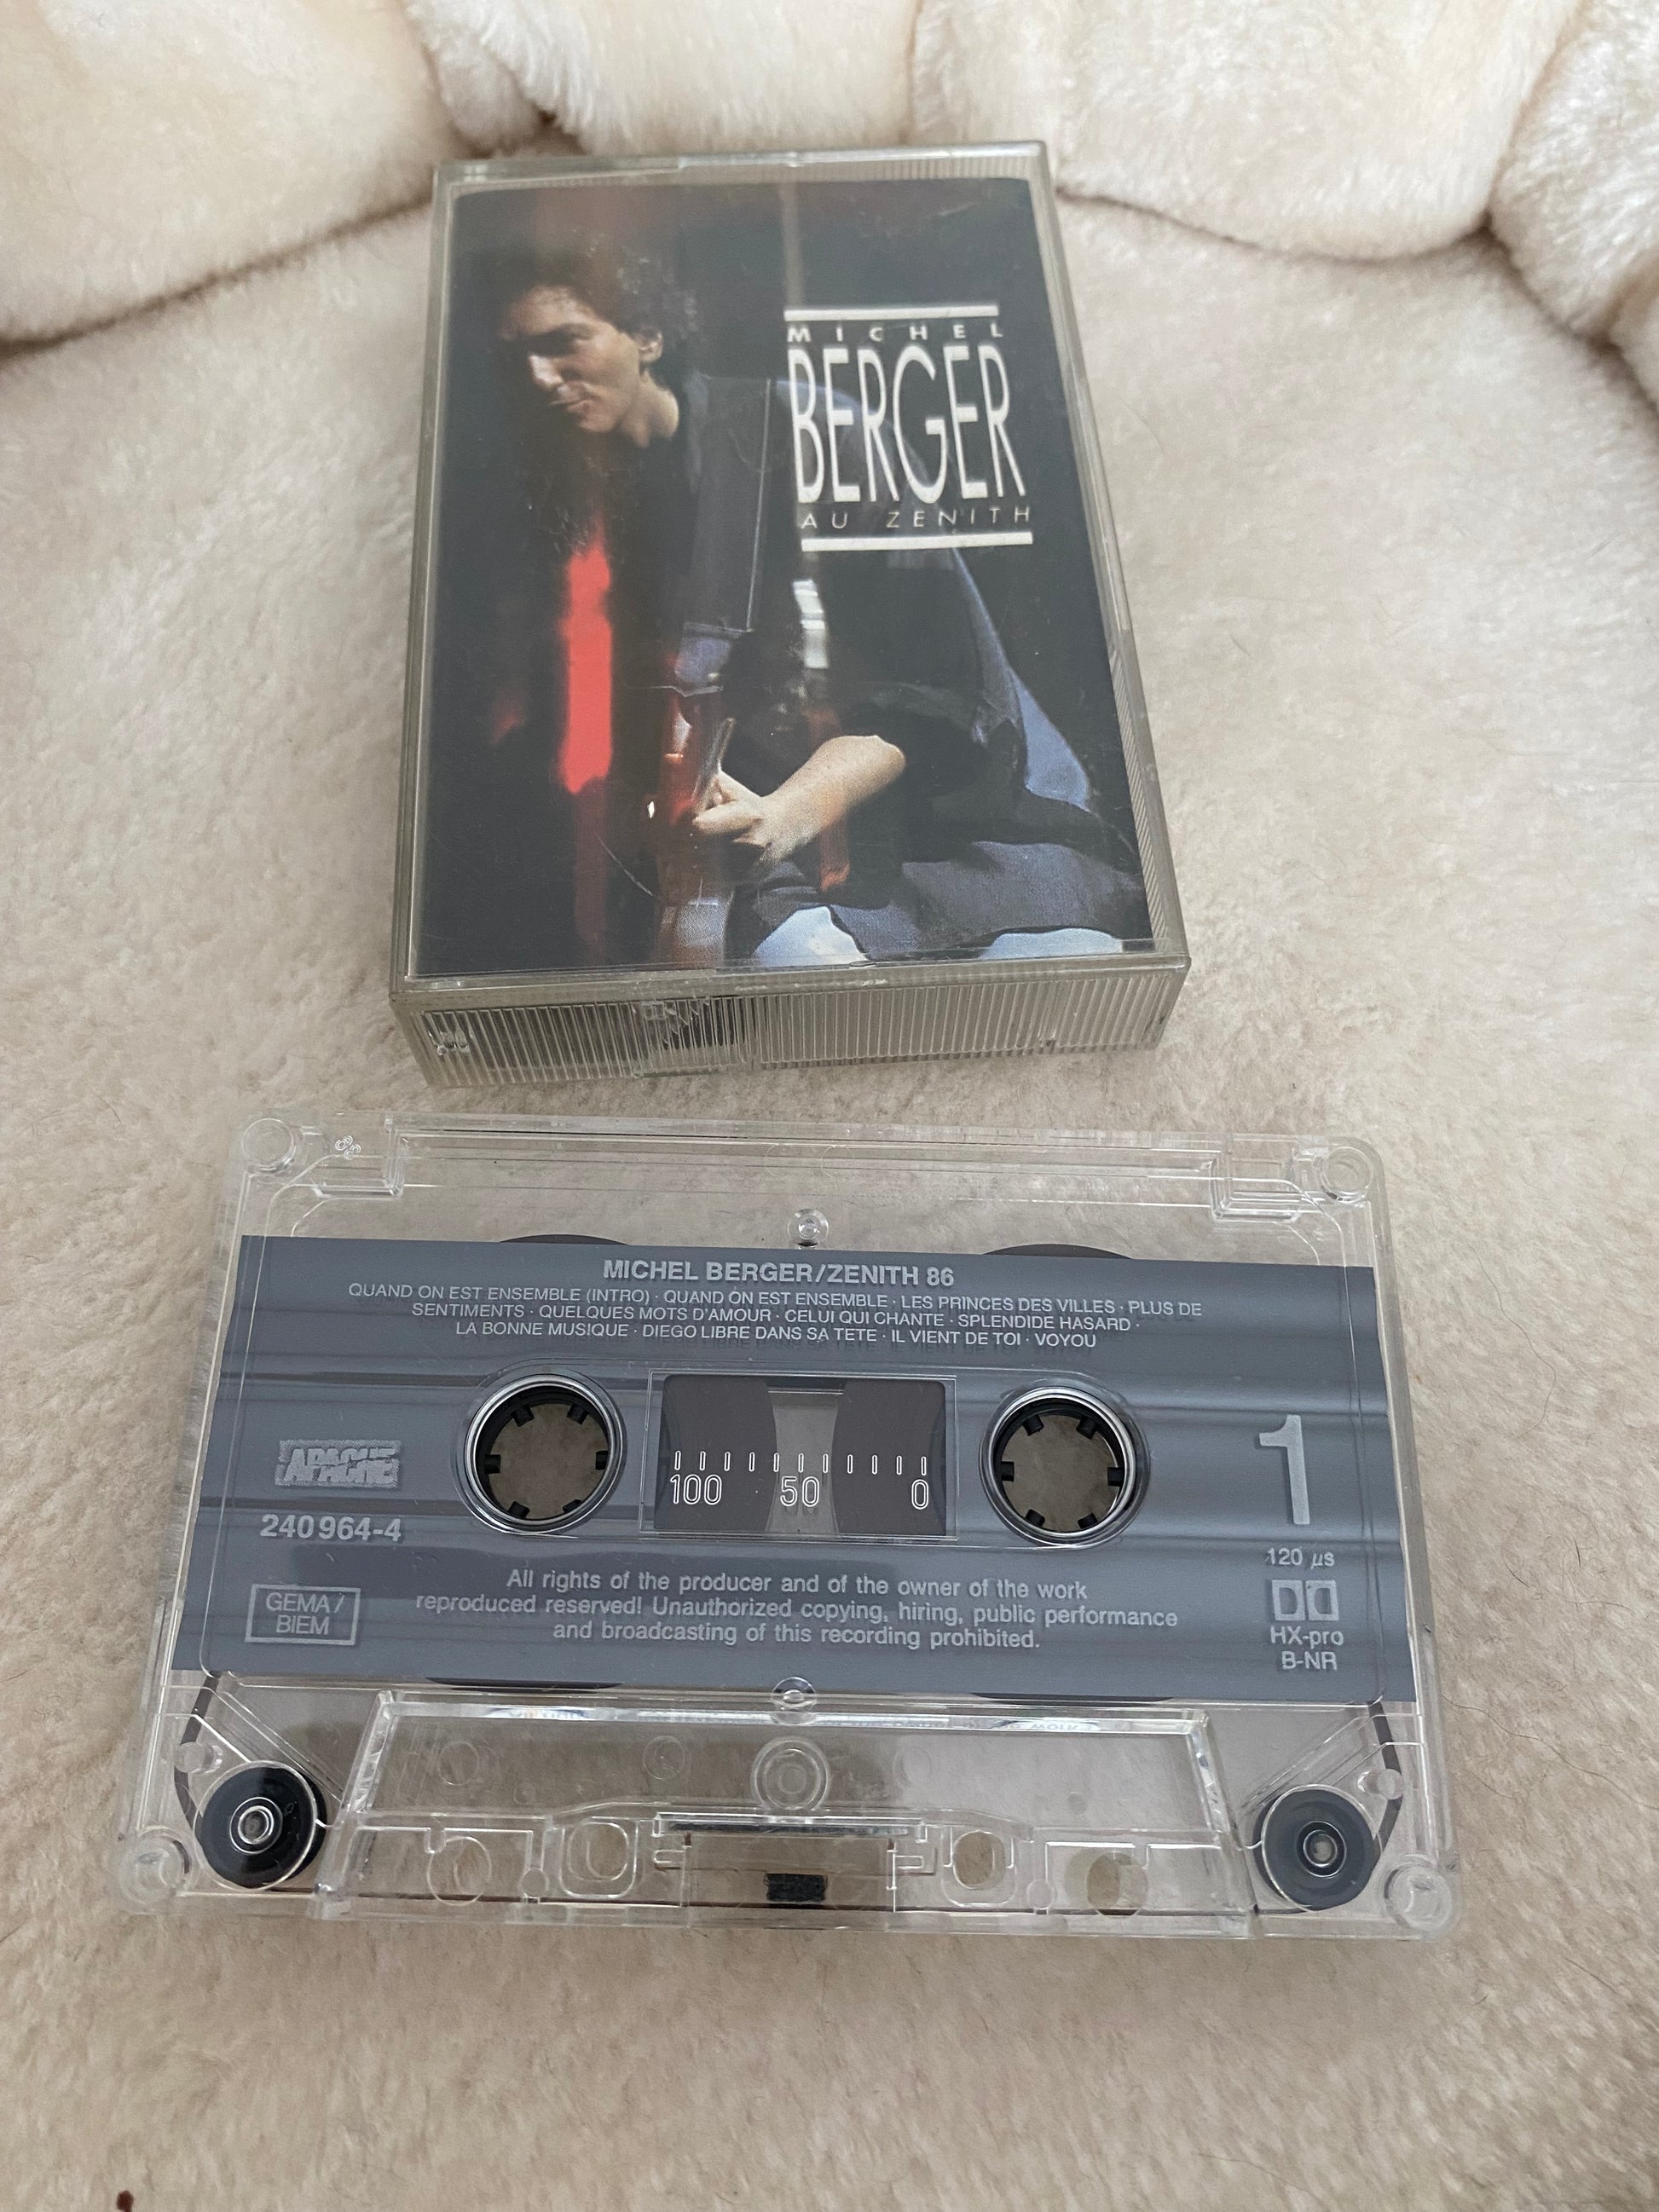 MICHEL
BERGER
AU ZENITH
MICHEL BERGER/ZENITH 86
QUAND ON EST ENSEMBLE (INTRO) · QUAND ON EST ENSEMBLE · LES PRINCES DES VILLES · PLUS DE
SENTIMENTS · QUELQUES MOTS D'AMOUR · CELUI QUI CHANTE · SPLENDIDE HASARD ·
LA BONNE MUSIQUE · DIEGO LIBRE DANS SA TETE · IL VIENT DE TOI · VOYOU
APACHE
240 964-4
GEMA/
BIEM
100 50 0
1
120 µs
HX-pro
B-NR
All rights of the producer and of the owner of the work
reproduced reserved! Unauthorized copying, hiring, public performance
and broadcasting of this recording prohibited.